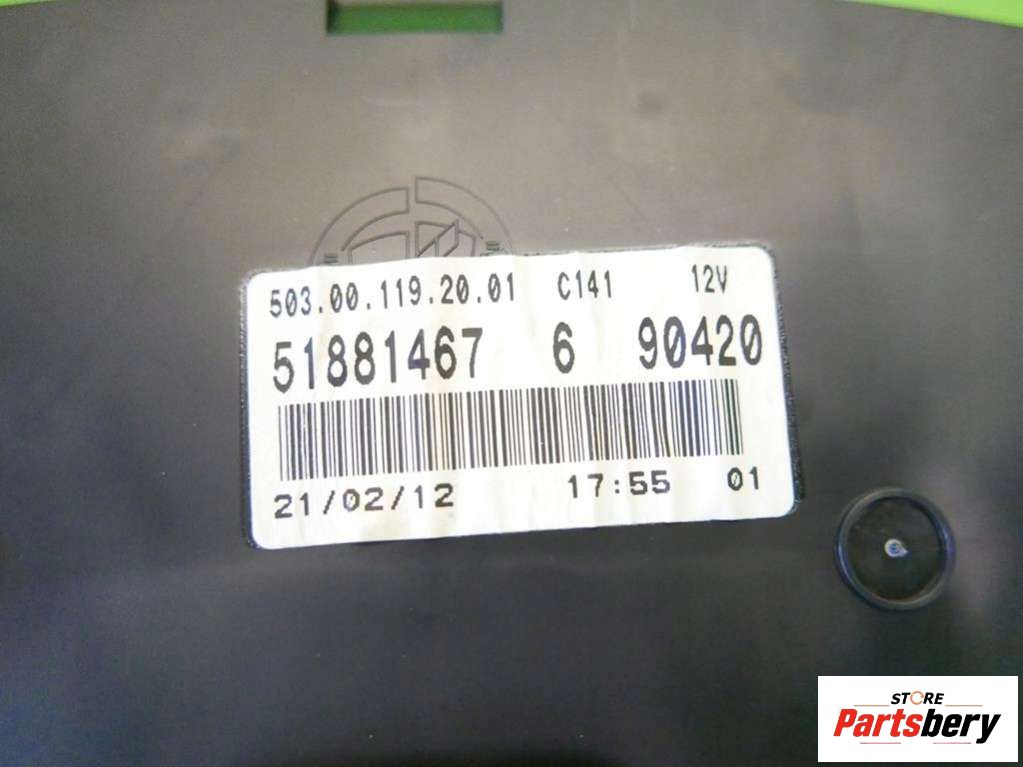 503.00.119.20.01 C141 12V
51881467 6 90420
21/02/12 17:55 01
STORE
Partsbery